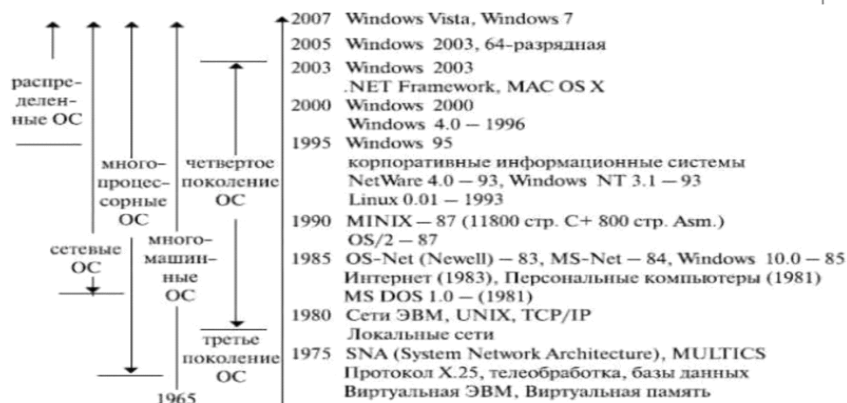 2007 Windows Vista, Windows 7
2005 Windows 2003, 64-разрядная
2003 Windows 2003
.NET Framework, MAC OS X
2000 Windows 2000
Windows 4.0 – 1996
1995 Windows 95
корпоративные информационные системы
NetWare 4.0 – 93, Windows NT 3.1 – 93
Linux 0.01 – 1993
1990 MINIX – 87 (11800 стр. C+ 800 стр. Asm.)
OS/2 – 87
1985 OS-Net (Newell) – 83, MS-Net – 84, Windows 10.0 – 85
Интернет (1983), Персональные компьютеры (1981)
MS DOS 1.0 – (1981)
1980 Сети ЭВМ, UNIX, TCP/IP
Локальные сети
1975 SNA (System Network Architecture), MULTICS
Протокол X.25, телеобработка, базы данных
Виртуальная ЭВМ, Виртуальная память
распре-
делен-
ные ОС
сетевые
ОС
много-
процес-
сорные
ОС
много-
машин-
ные
ОС
1965
четвертое
поколение
ОС
третье
поколение
ОС